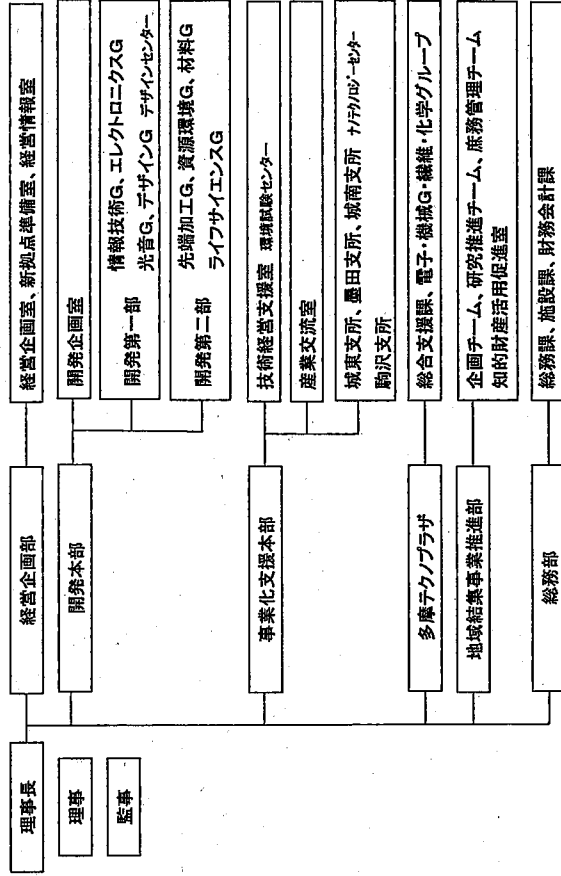 理事長
理事
監事
経営企画部
経営企画室、新拠点準備室、経営情報室
開発本部
開発企画室
開発第一部
情報技術G、エレクトロニクスG
光音G、デザインG デザインセンター
開発第二部
先端加工G、資源環境G、材料G
ライフサイエンスG
事業化支援本部
技術経営支援室 環境試験センター
産業交流室
城東支所、墨田支所、城南支所 ナノテクノロジーセンター
駒沢支所
多摩テクノプラザ
総合支援課、電子・機械G・繊維・化学グループ
地域結集事業推進部
企画チーム、研究推進チーム、庶務管理チーム
知的財産活用促進室
総務部
総務課、施設課、財務会計課